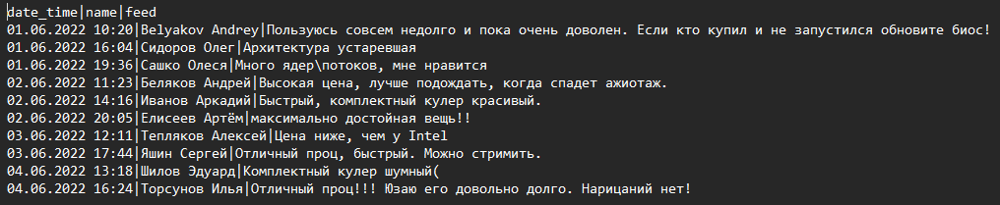 date_time|name|feed
01.06.2022 10:20|Belyakov Andrey|Пользуюсь совсем недолго и пока очень доволен. Если кто купил и не запустился обновите биос!
01.06.2022 16:04|Сидоров Олег|Архитектура устаревшая
01.06.2022 19:36|Сашко Олеся|Много ядер\потоков, мне нравится
02.06.2022 11:23|Беляков Андрей|Высокая цена, лучше подождать, когда спадет ажиотаж.
02.06.2022 14:16|Иванов Аркадий|Быстрый, комплектный кулер красивый.
02.06.2022 20:05|Елисеев Артём|максимально достойная вещь!!
03.06.2022 12:11|Тепляков Алексей|Цена ниже, чем у Intel
03.06.2022 17:44|Яшин Сергей|Отличный проц, быстрый. Можно стримить.
04.06.2022 13:18|Шилов Эдуард|Комплектный кулер шумный(
04.06.2022 16:24|Торсунов Илья|Отличный проц!!! Юзаю его довольно долго. Нарицаний нет!